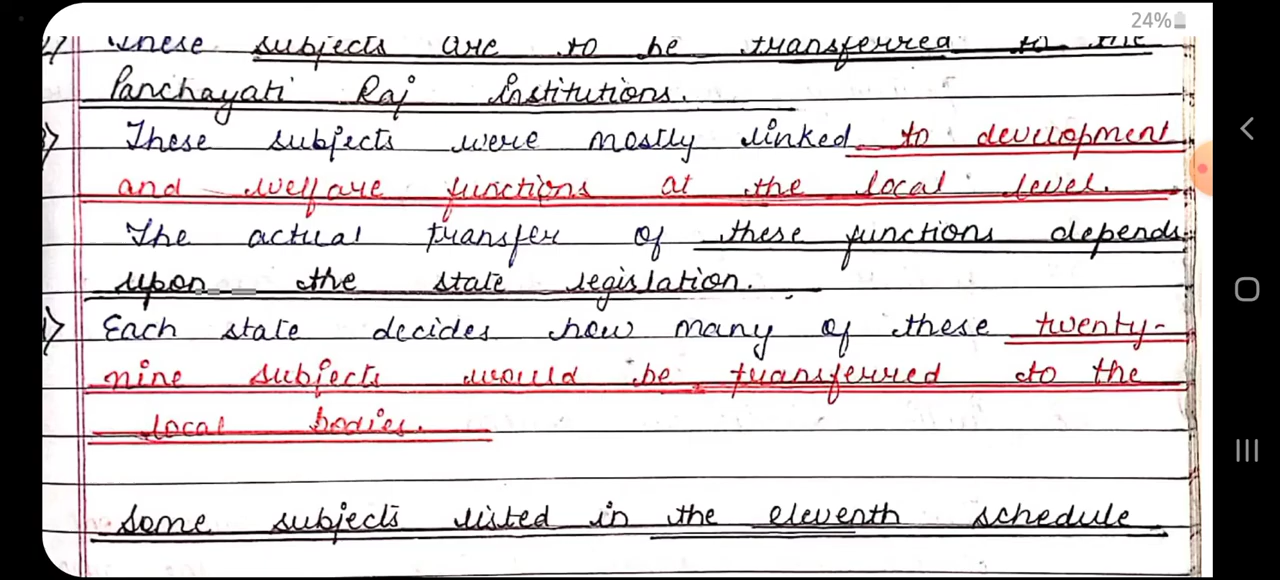 24%
These subjects are to be transferred to the
Panchayati Raj institutions.
These subjects were mostly linked to development
and welfare functions at the local level.
The actual transfer of these functions depends
upon the state legislation.
Each state decides how many of these twenty-
nine subjects would be transferred to the
local bodies.
Some subjects listed in the eleventh schedule